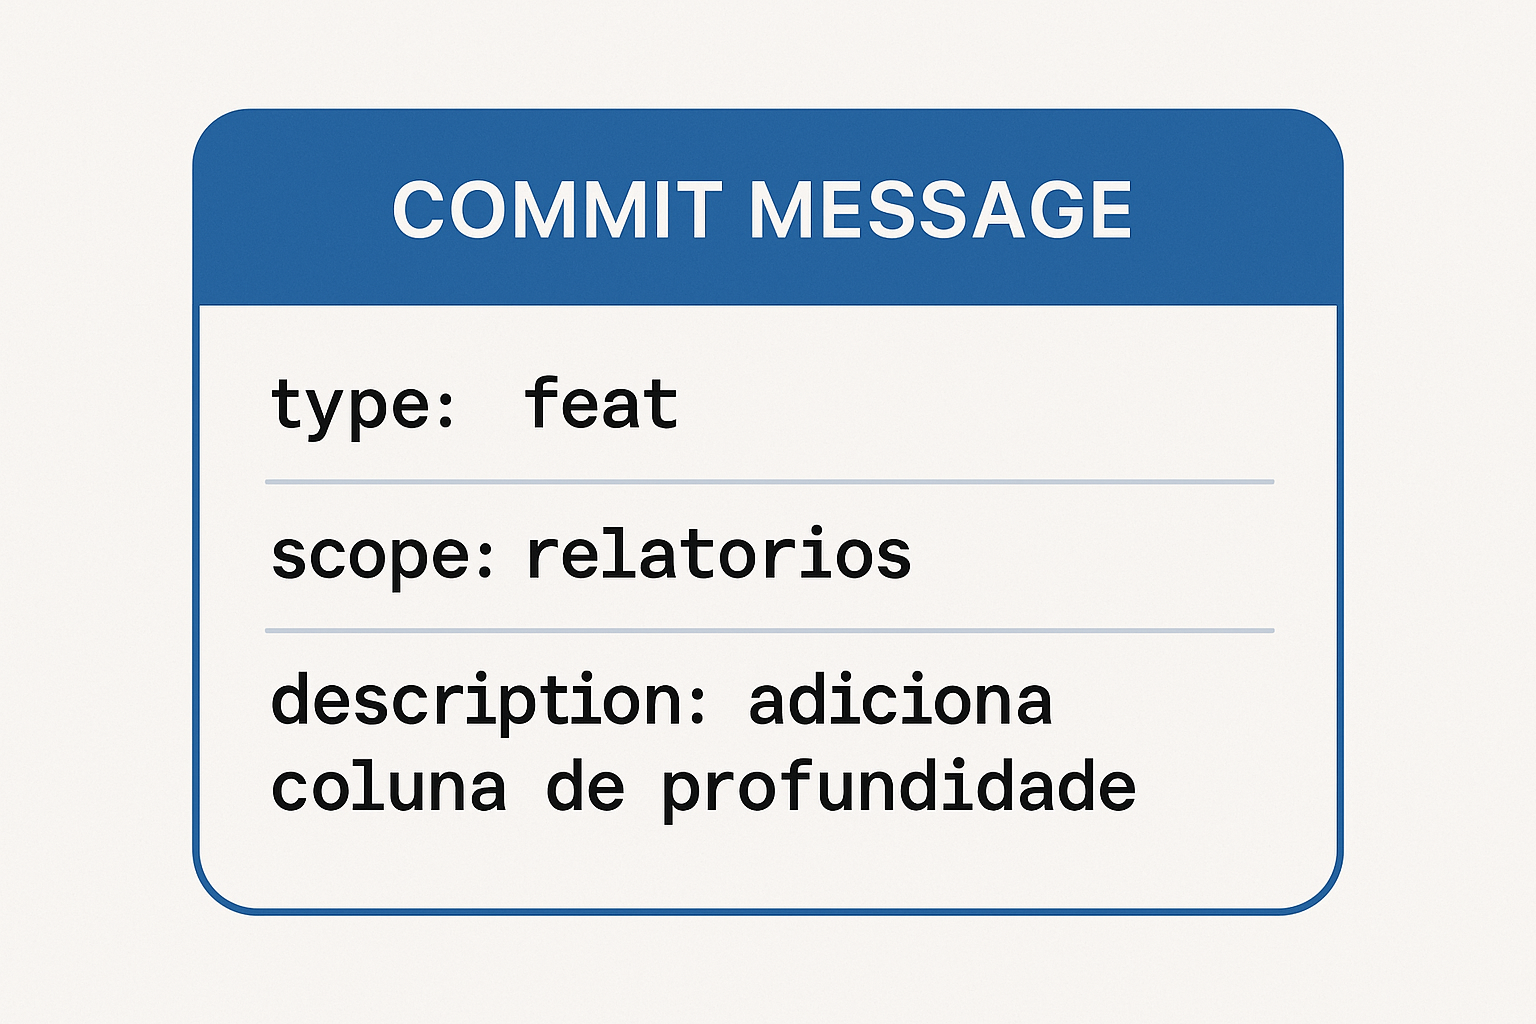 COMMIT MESSAGE
type: feat
scope: relatorios
description: adiciona
coluna de profundidade